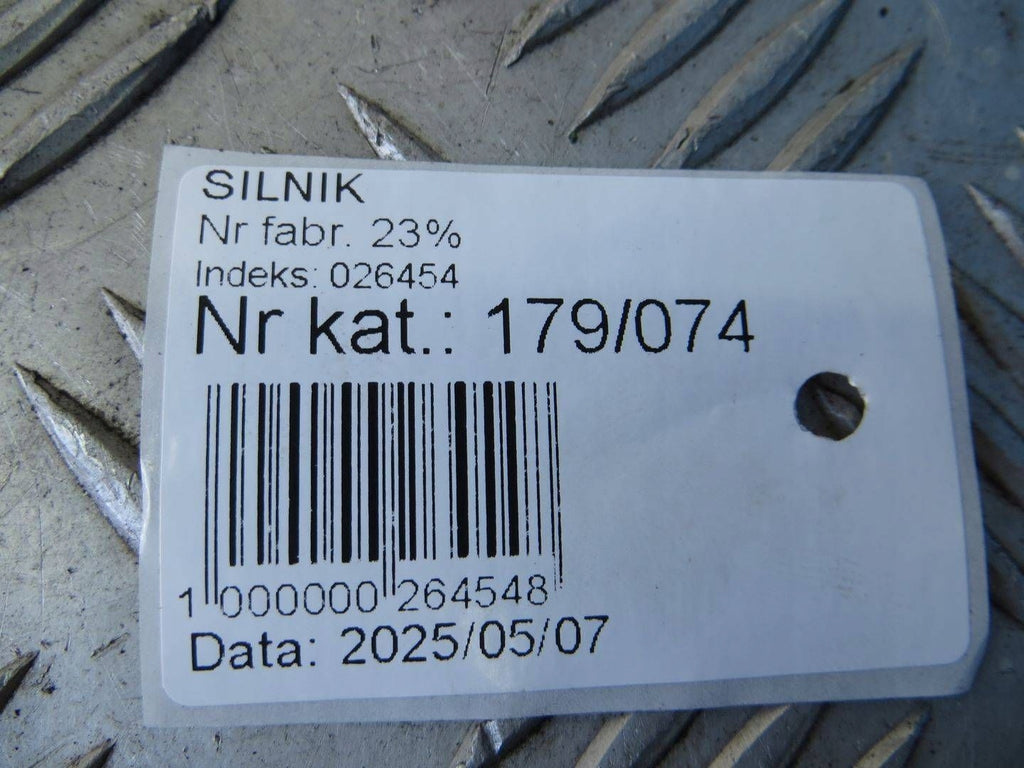 SILNIK
Nr fabr. 23%
Indeks: 026454
Nr kat.: 179/074
1 000000 264548
Data: 2025/05/07